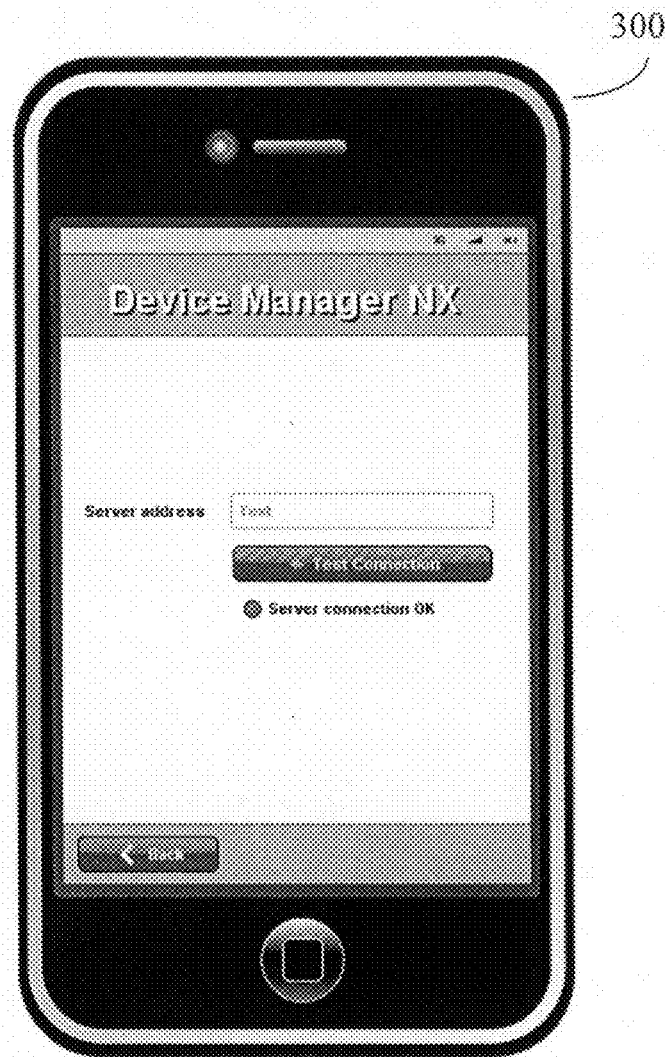 300
Device Manager NX
Server address Text
Test Connection
Server connection OK
Back